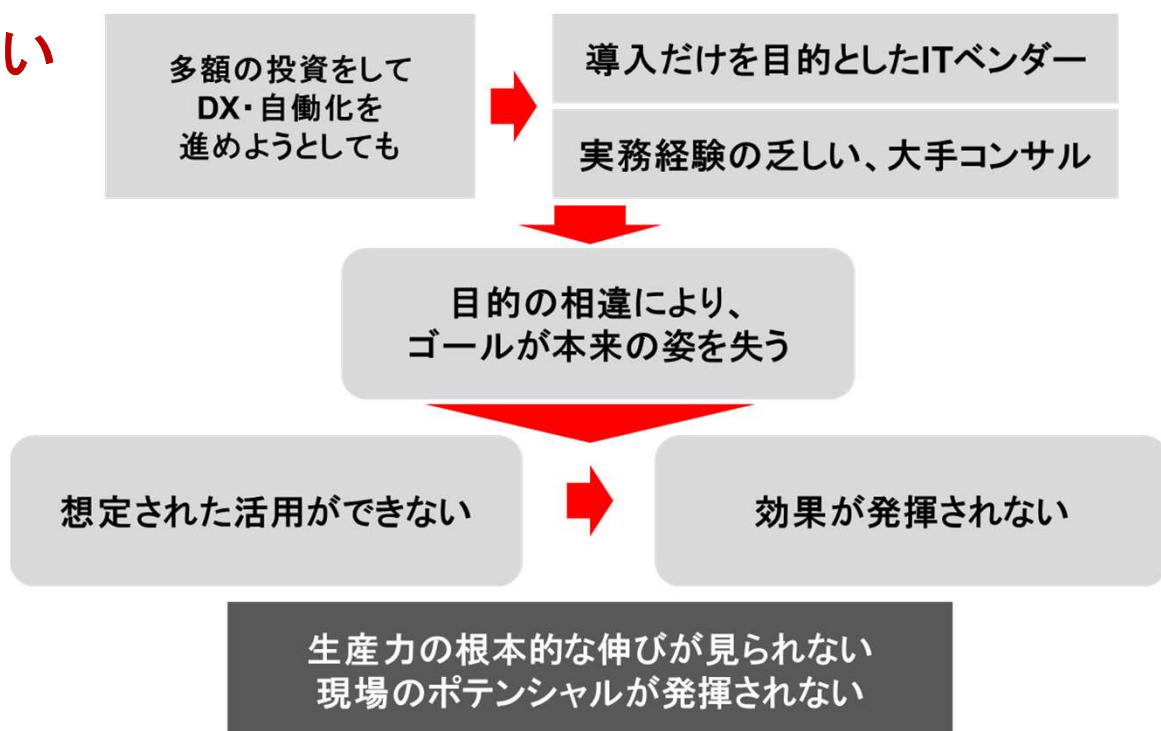 い
多額の投資をして
DX・自働化を
進めようとしても
導入だけを目的としたITベンダー
実務経験の乏しい、大手コンサル
目的の相違により、
ゴールが本来の姿を失う
想定された活用ができない
効果が発揮されない
生産力の根本的な伸びが見られない
現場のポテンシャルが発揮されない